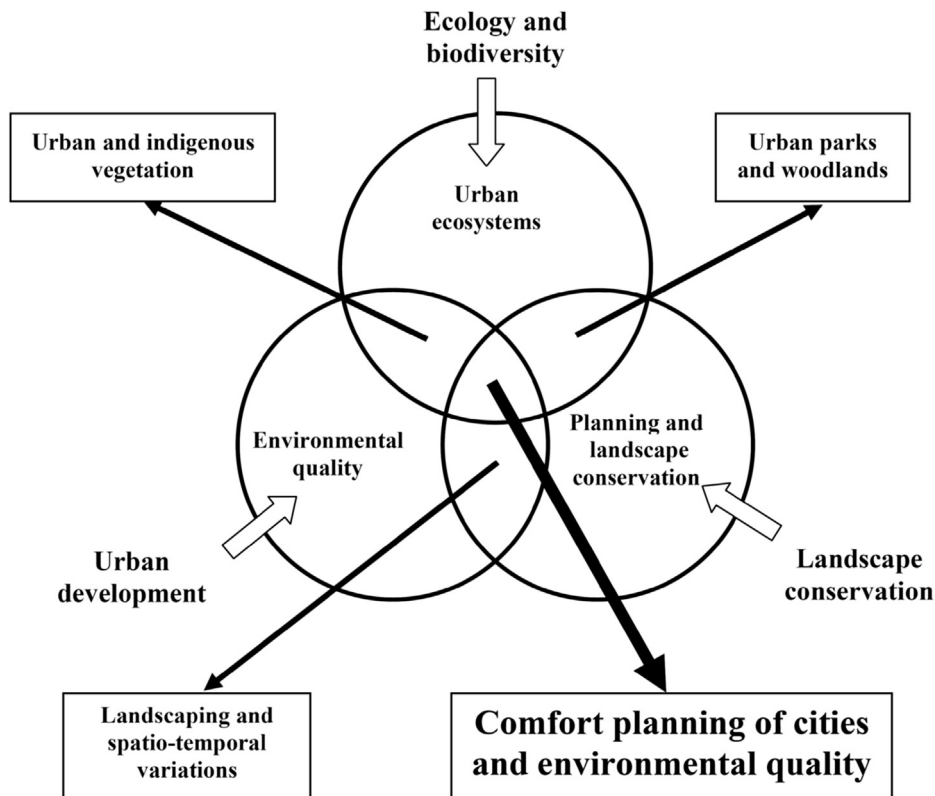 Ecology and
biodiversity
Urban and indigenous
vegetation
Urban parks
and woodlands
Urban
ecosystems
Environmental
quality
Planning and
landscape
conservation
Urban
development
Landscape
conservation
Landscaping and
spatio-temporal
variations
Comfort planning of cities
and environmental quality